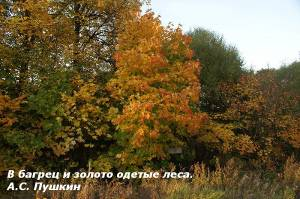 В багрец и золото одетые леса.
А.С. Пушкин